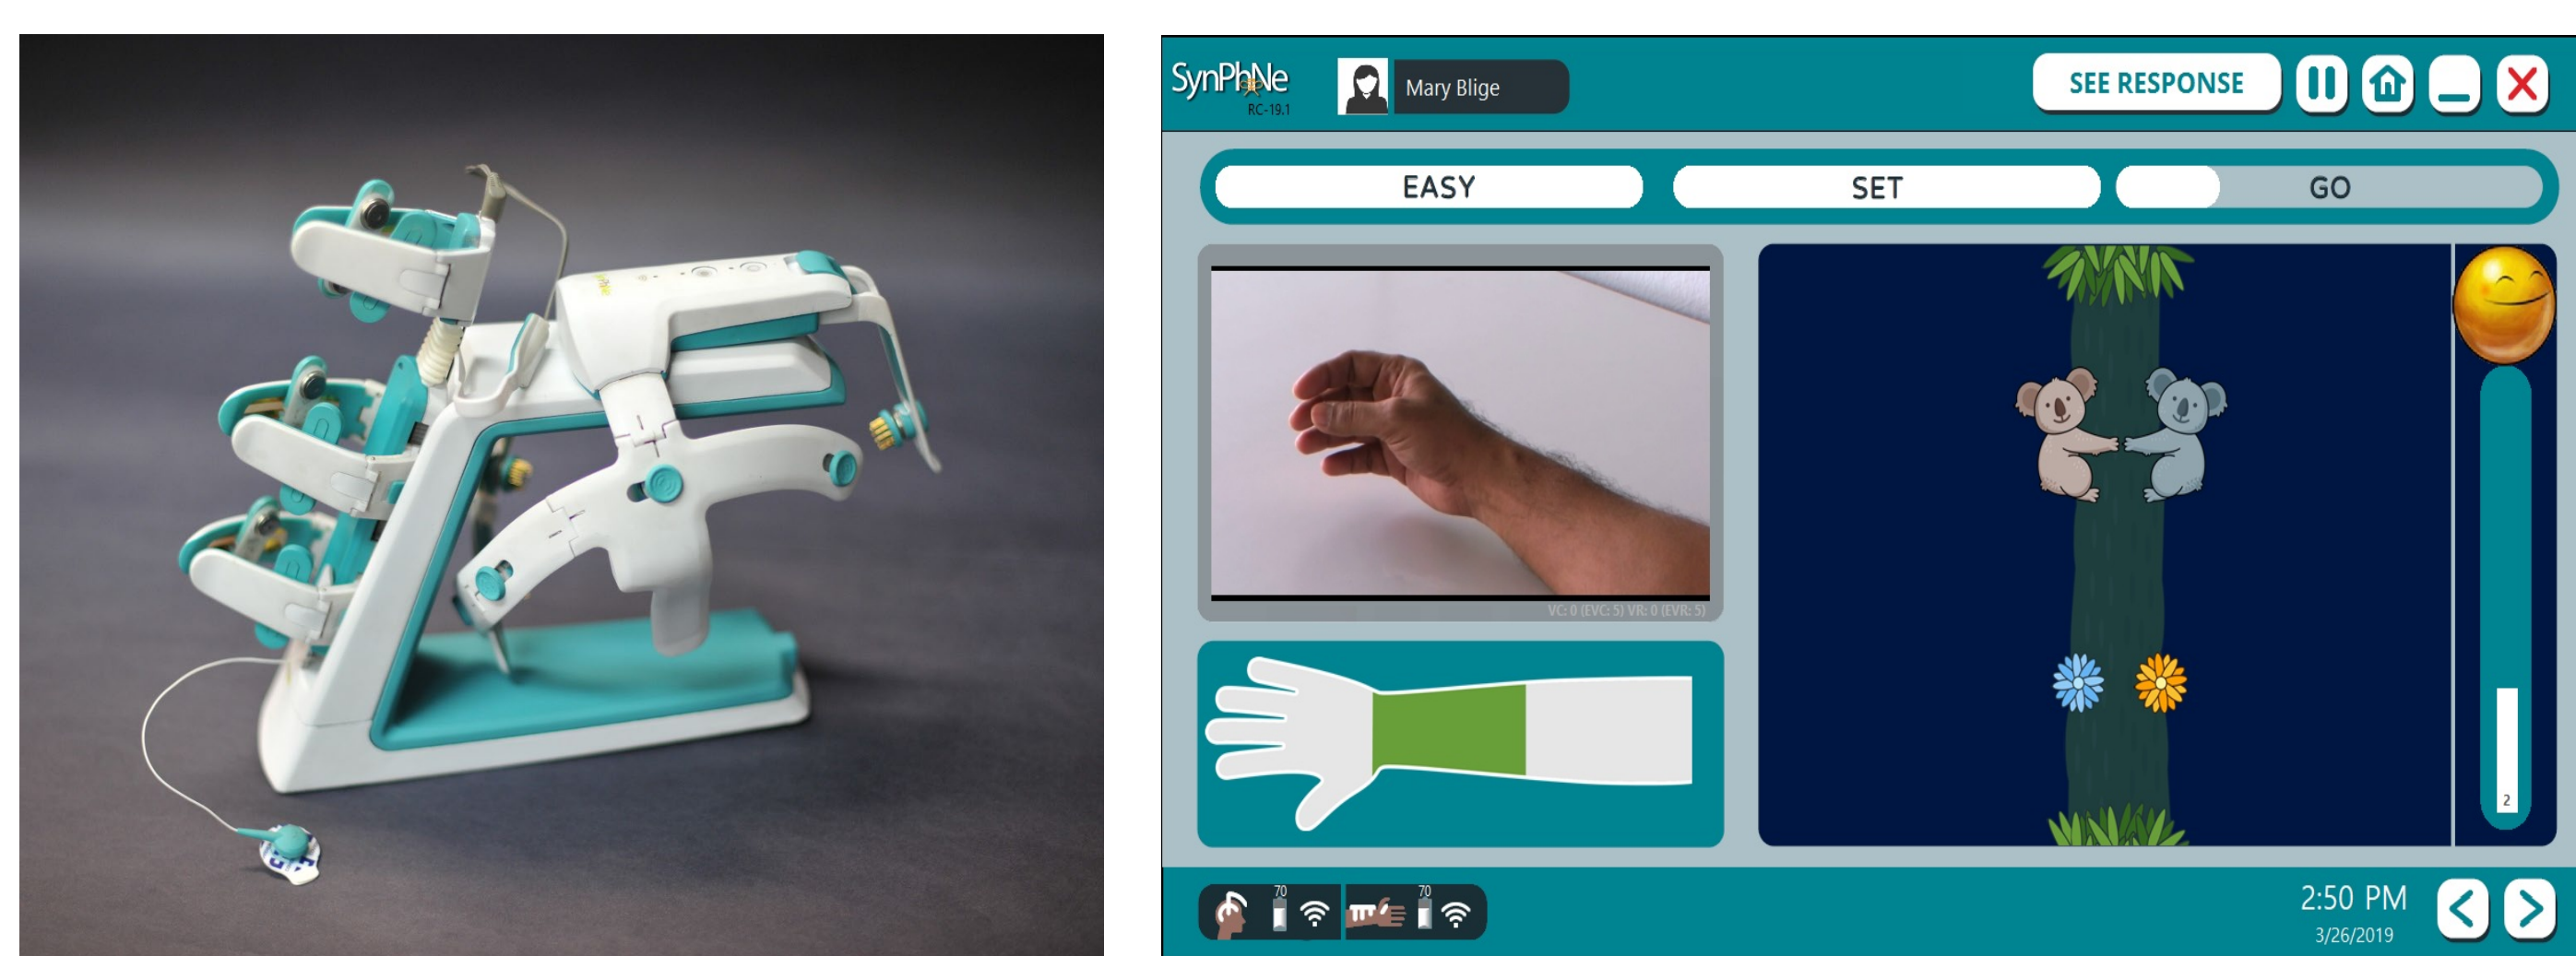 SynPhNe
RC-19.1
Mary Blige
SEE RESPONSE
EASY
SET
GO
VC: 0 (EVC: 5) VR: 0 (EVR: 5)
2
70
70
2:50 PM
3/26/2019